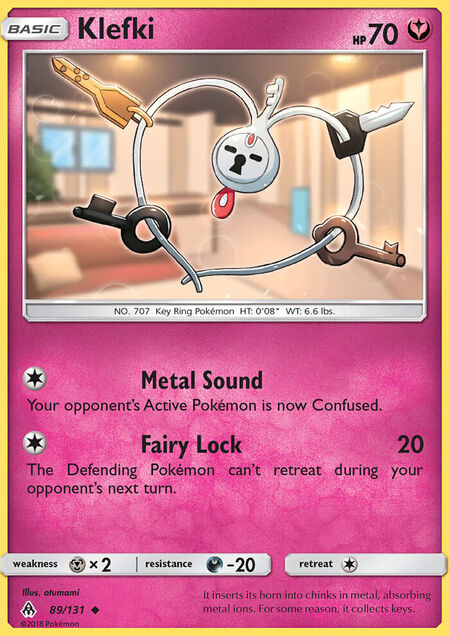 BASIC Klefki HP 70
NO. 707 Key Ring Pokémon HT: 0'08" WT: 6.6 lbs.
Metal Sound
Your opponent's Active Pokémon is now Confused.
Fairy Lock 20
The Defending Pokémon can't retreat during your
opponent's next turn.
weakness ×2 resistance -20 retreat
Illus. otumami
89/131
©2018 Pokémon
It inserts its horn into chinks in metal, absorbing
metal ions. For some reason, it collects keys.